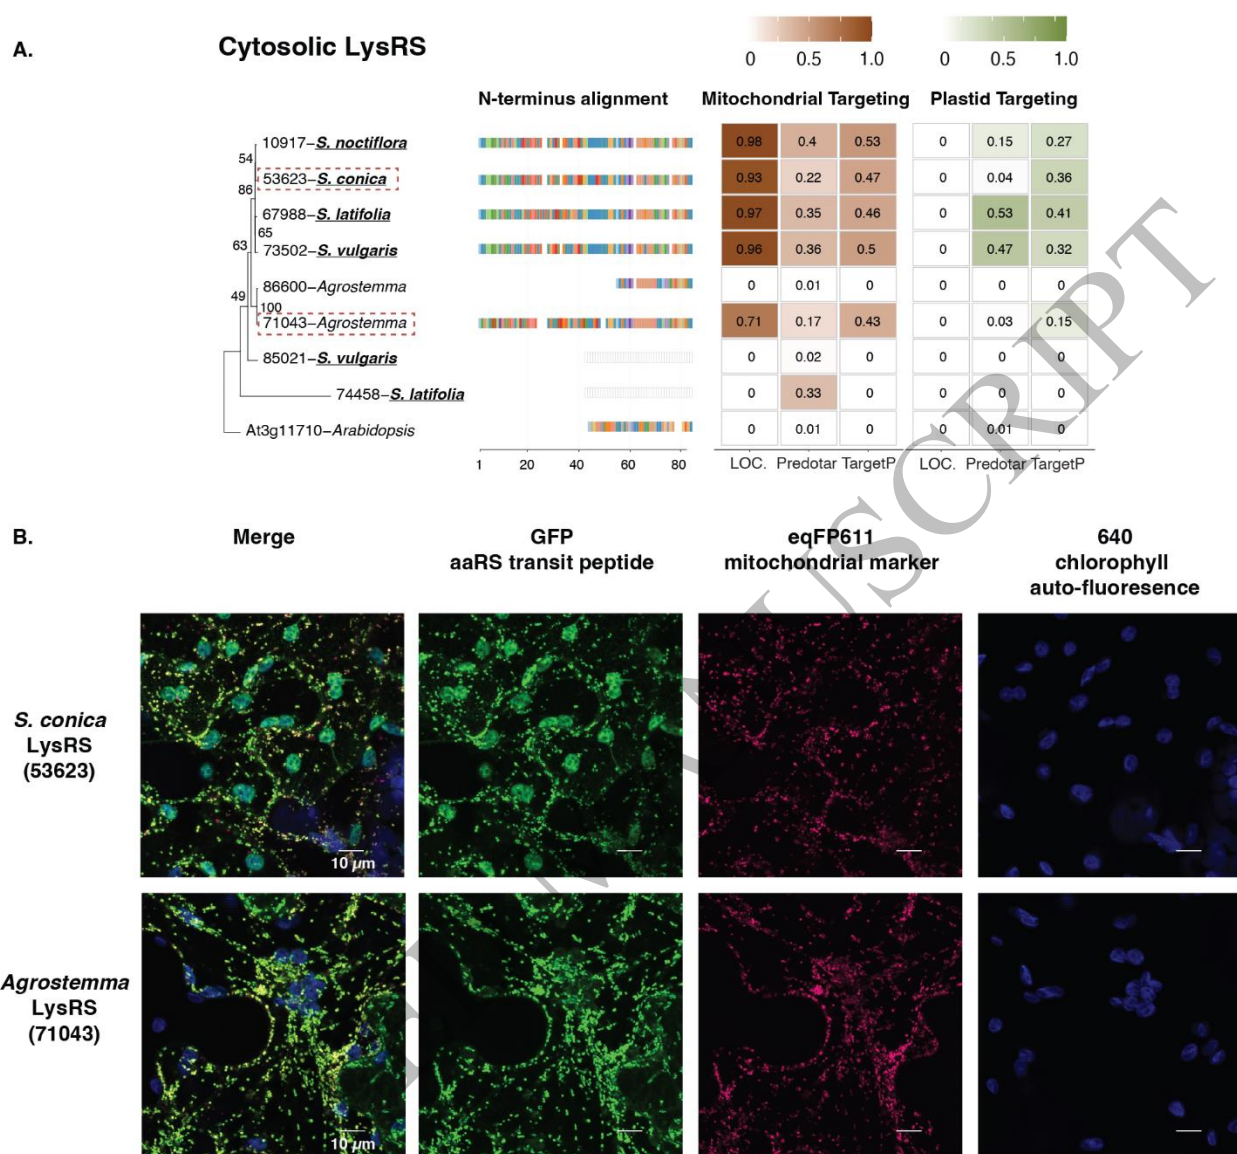 A.
Cytosolic LysRS
0 0.5 1.0
0 0.5 1.0
N-terminus alignment
Mitochondrial Targeting
Plastid Targeting
10917–S. noctiflora 0.98 0.4 0.53 0 0.15 0.27
54
53623–S. conica 0.93 0.22 0.47 0 0.04 0.36
86
67988–S. latifolia 0.97 0.35 0.46 0 0.53 0.41
65
63
73502–S. vulgaris 0.96 0.36 0.5 0 0.47 0.32
86600–Agrostemma 0 0.01 0 0 0 0
49
100
71043–Agrostemma 0.71 0.17 0.43 0 0.03 0.15
85021–S. vulgaris 0 0.02 0 0 0 0
74458–S. latifolia 0 0.33 0 0 0 0
At3g11710–Arabidopsis 0 0.01 0 0 0.01 0
1 20 40 60 80
LOC. Predotar TargetP
LOC. Predotar TargetP
B.
Merge
GFP
aaRS transit peptide
eqFP611
mitochondrial marker
640
chlorophyll
auto-fluoresence
S. conica
LysRS
(53623)
10 µm
Agrostemma
LysRS
(71043)
10 µm